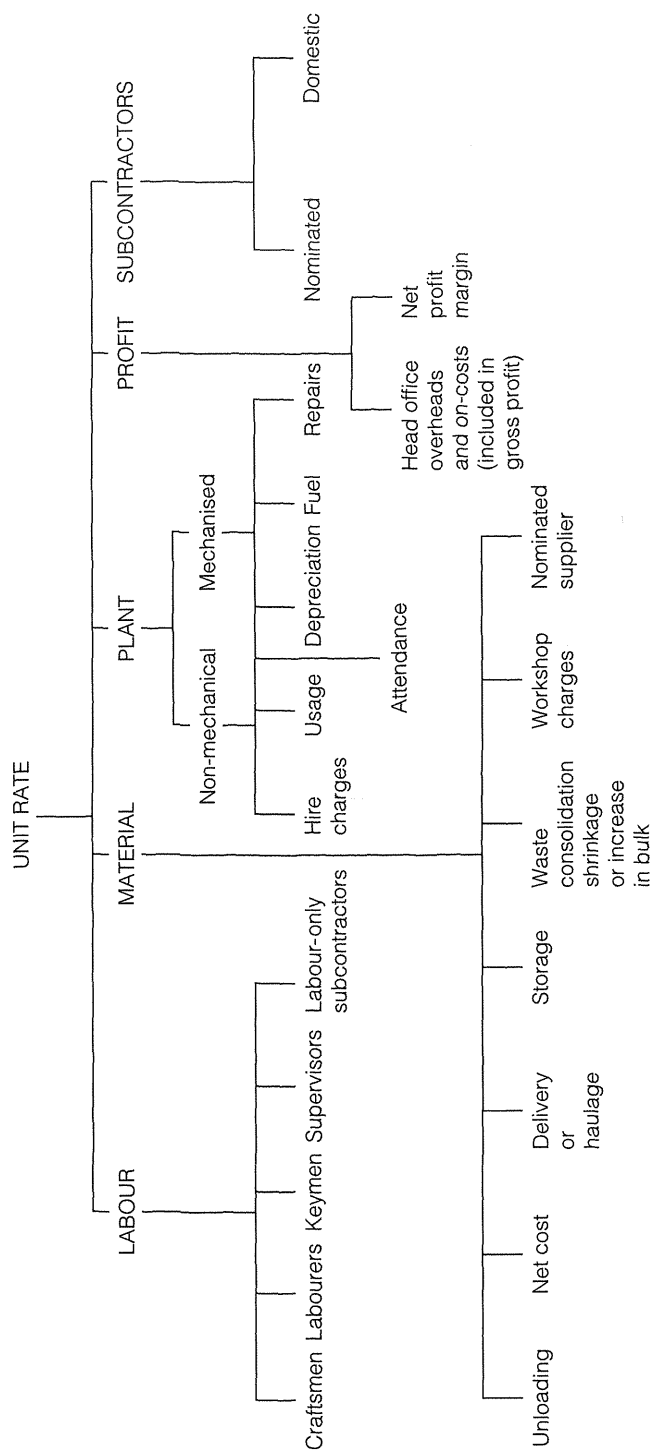 UNIT RATE
LABOUR
MATERIAL
PLANT
PROFIT
SUBCONTRACTORS
Non-mechanical
Mechanised
Nominated
Domestic
Craftsmen
Labourers
Keymen
Supervisors
Labour-only
subcontractors
Hire
charges
Usage
Depreciation
Fuel
Repairs
Attendance
Head office
overheads
and on-costs
(included in
gross profit)
Net
profit
margin
Unloading
Net cost
Delivery
or
haulage
Storage
Waste
consolidation
shrinkage
or increase
in bulk
Workshop
charges
Nominated
supplier